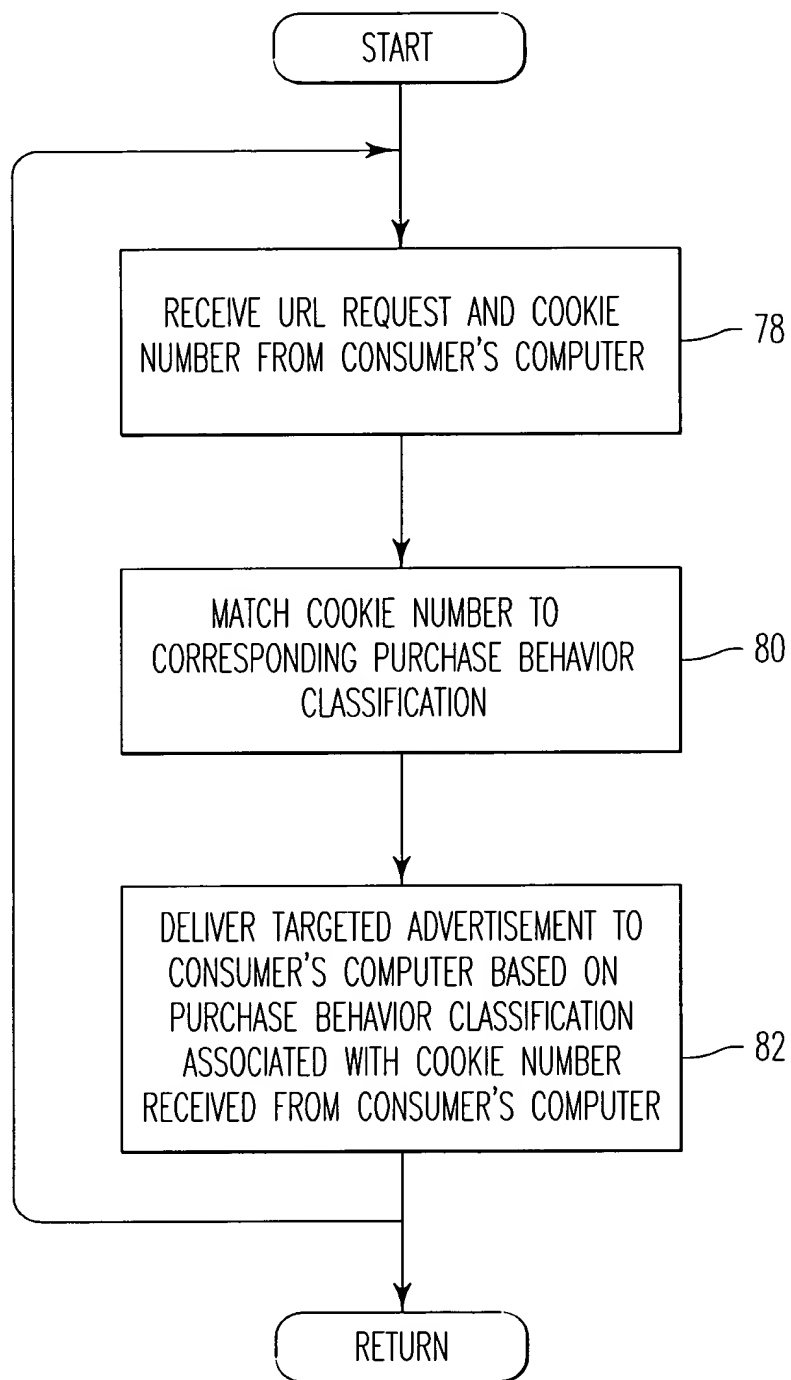 START
RECEIVE URL REQUEST AND COOKIE
NUMBER FROM CONSUMER'S COMPUTER
78
MATCH COOKIE NUMBER TO
CORRESPONDING PURCHASE BEHAVIOR
CLASSIFICATION
80
DELIVER TARGETED ADVERTISEMENT TO
CONSUMER'S COMPUTER BASED ON
PURCHASE BEHAVIOR CLASSIFICATION
ASSOCIATED WITH COOKIE NUMBER
RECEIVED FROM CONSUMER'S COMPUTER
82
RETURN